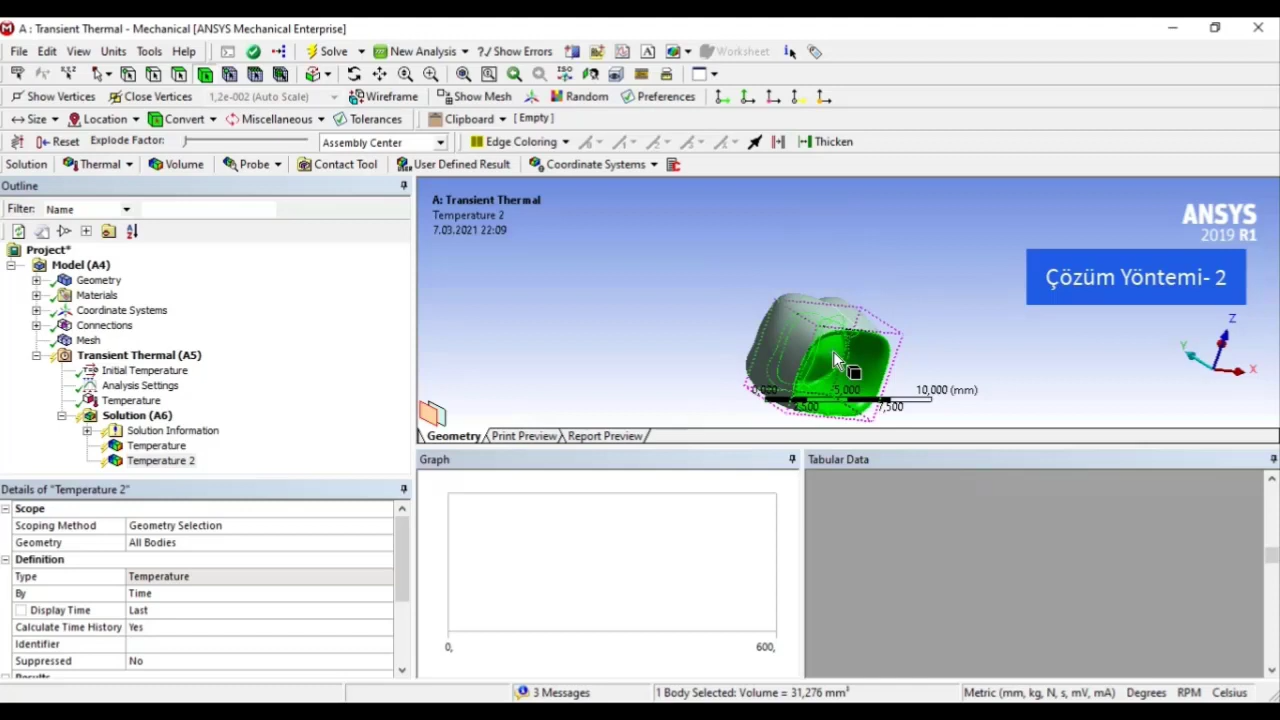 A : Transient Thermal - Mechanical [ANSYS Mechanical Enterprise]
File Edit View Units Tools Help Solve New Analysis ?/ Show Errors Worksheet
Show Vertices Close Vertices 1,2e-002 (Auto Scale) Wireframe Show Mesh Random Preferences
Size Location Convert Miscellaneous Tolerances Clipboard [ Empty ]
Reset Explode Factor: Assembly Center Edge Coloring Thicken
Solution Thermal Volume Probe Contact Tool User Defined Result Coordinate Systems
Outline
Filter: Name
Project*
Model (A4)
Geometry
Materials
Coordinate Systems
Connections
Mesh
Transient Thermal (A5)
Initial Temperature
Analysis Settings
Temperature
Solution (A6)
Solution Information
Temperature
Temperature 2
Details of "Temperature 2"
Scope
Scoping Method Geometry Selection
Geometry All Bodies
Definition
Type Temperature
By Time
Display Time Last
Calculate Time History Yes
Identifier
Suppressed No
Results
A: Transient Thermal
Temperature 2
7.03.2021 22:09
ANSYS
2019 R1
Çözüm Yöntemi- 2
Z
Y
X
0,000 5,000 10,000 (mm)
2,500 7,500
Geometry Print Preview Report Preview
Graph
0, 600,
Tabular Data
3 Messages 1 Body Selected: Volume = 31,276 mm³ Metric (mm, kg, N, s, mV, mA) Degrees RPM Celsius